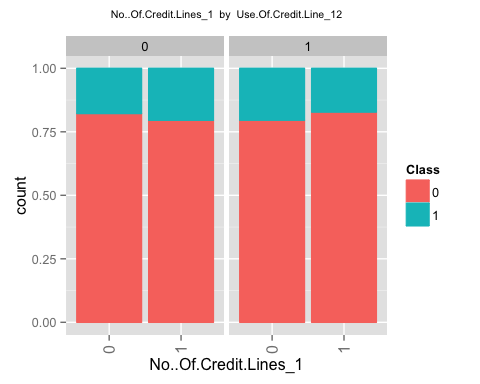 No..Of.Credit.Lines_1 by Use.Of.Credit.Line_12
0 1
1.00
0.75
0.50
0.25
0.00
count
0 1 0 1
No..Of.Credit.Lines_1
Class
0
1